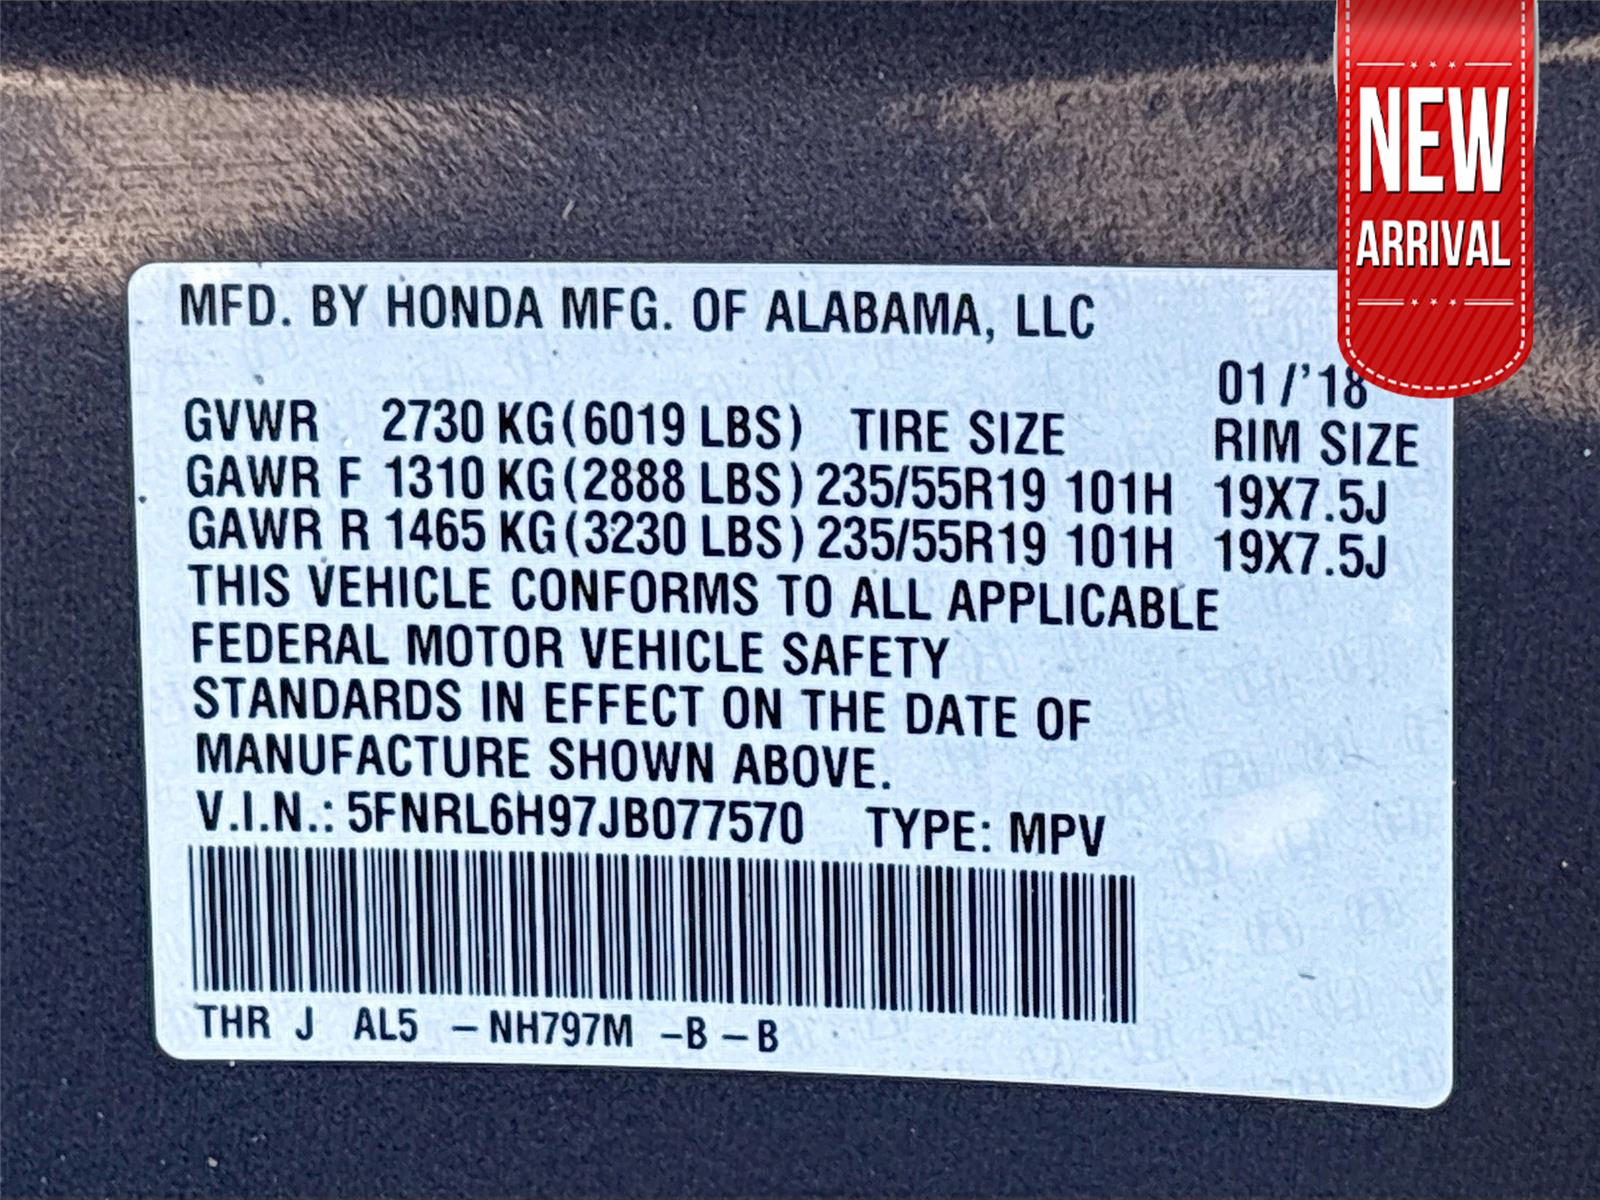 NEW
ARRIVAL
MFD. BY HONDA MFG. OF ALABAMA, LLC
01/'18
GVWR 2730 KG(6019 LBS) TIRE SIZE RIM SIZE
GAWR F 1310 KG(2888 LBS) 235/55R19 101H 19X7.5J
GAWR R 1465 KG(3230 LBS) 235/55R19 101H 19X7.5J
THIS VEHICLE CONFORMS TO ALL APPLICABLE
FEDERAL MOTOR VEHICLE SAFETY
STANDARDS IN EFFECT ON THE DATE OF
MANUFACTURE SHOWN ABOVE.
V.I.N.: 5FNRL6H97JB077570 TYPE: MPV
THR J AL5 –NH797M –B–B